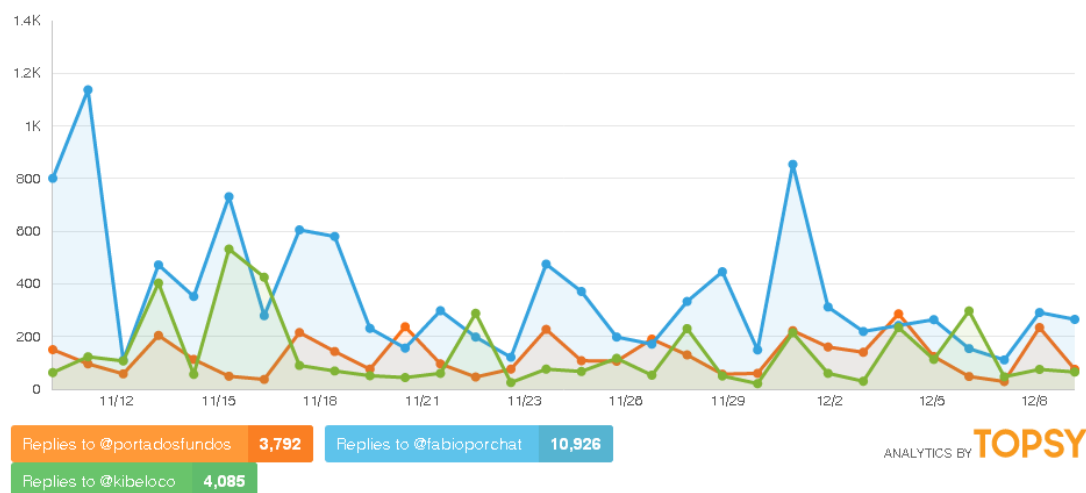 1.4K
1.2K
1K
800
600
400
200
0
11/12 11/15 11/18 11/21 11/23 11/26 11/29 12/2 12/5 12/8
Replies to @portadosfundos 3,792 Replies to @fabioporchat 10,926
ANALYTICS BY TOPSY
Replies to @kibeloco 4,085